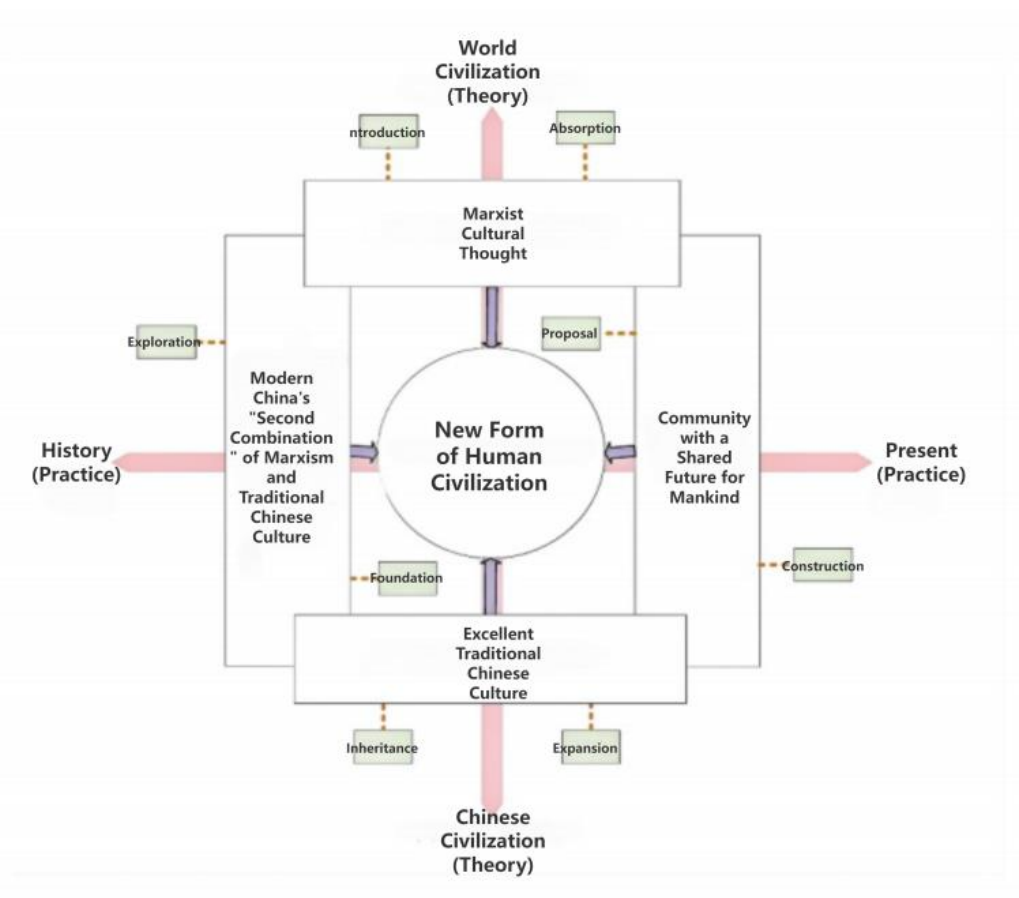 World
Civilization
(Theory)
ntroduction
Absorption
Marxist
Cultural
Thought
Exploration
Proposal
Modern
China's
"Second
Combination
" of Marxism
and
Traditional
Chinese
Culture
New Form
of Human
Civilization
Community
with a
Shared
Future for
Mankind
History
(Practice)
Present
(Practice)
Foundation
Construction
Excellent
Traditional
Chinese
Culture
Inheritance
Expansion
Chinese
Civilization
(Theory)